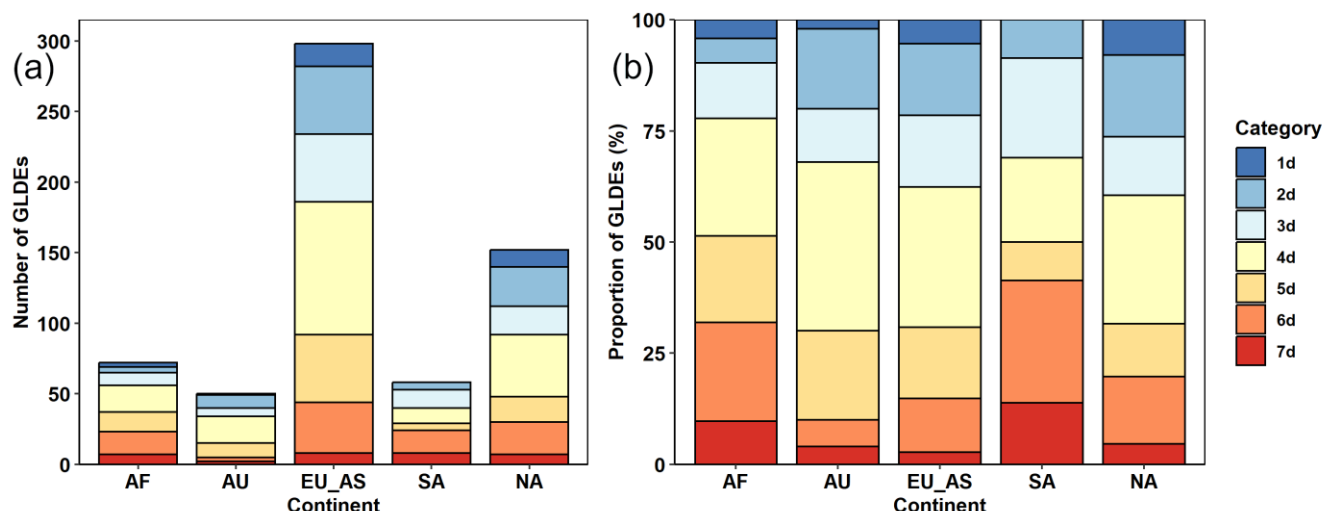 (a)
Number of GLDEs
300
250
200
150
100
50
0
AF AU EU_AS SA NA
Continent
(b)
Proportion of GLDEs (%)
100
75
50
25
0
AF AU EU_AS SA NA
Continent
Category
1d
2d
3d
4d
5d
6d
7d